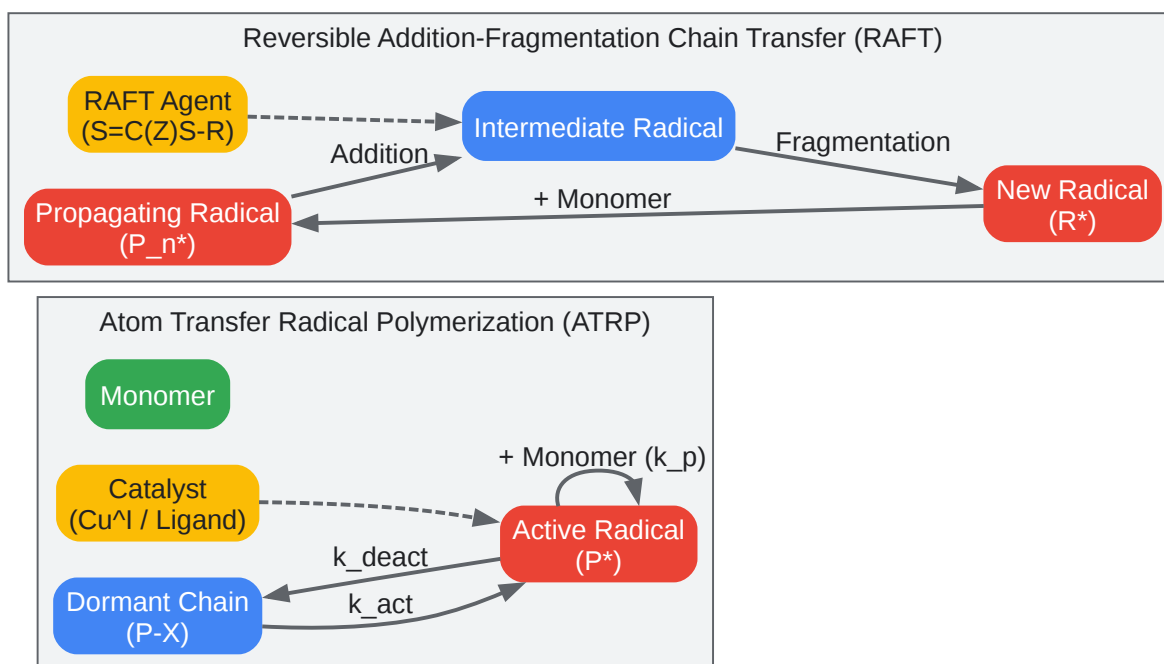 Reversible Addition-Fragmentation Chain Transfer (RAFT)
RAFT Agent
(S=C(Z)S-R)
Intermediate Radical
Addition
Fragmentation
Propagating Radical
(P_n*)
+ Monomer
New Radical
(R*)
Atom Transfer Radical Polymerization (ATRP)
Monomer
+ Monomer (k_p)
Catalyst
(Cu^I / Ligand)
Active Radical
(P*)
k_deact
Dormant Chain
(P-X)
k_act